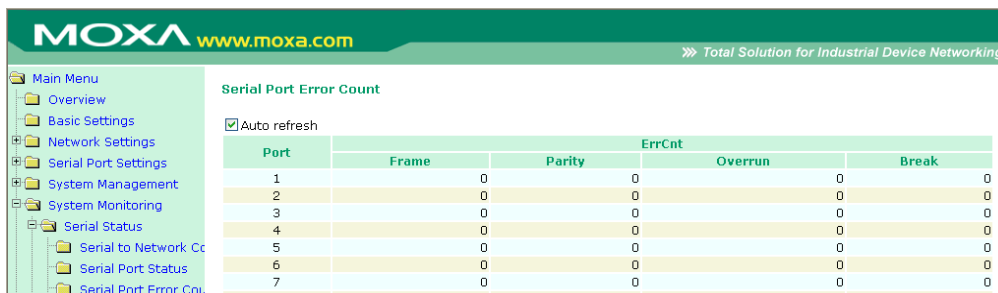 MOXA www.moxa.com
Total Solution for Industrial Device Networking
Main Menu
Overview
Basic Settings
Network Settings
Serial Port Settings
System Management
System Monitoring
Serial Status
Serial to Network Co
Serial Port Status
Serial Port Error Cou
Serial Port Error Count
Auto refresh
Port ErrCnt
Frame Parity Overrun Break
1 0 0 0 0
2 0 0 0 0
3 0 0 0 0
4 0 0 0 0
5 0 0 0 0
6 0 0 0 0
7 0 0 0 0